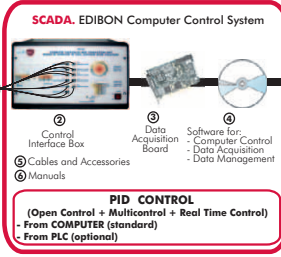 SCADA. EDIBON Computer Control System
② ③ ④
Control
Interface Box
Data
Acquisition
Board
Software for:
- Computer Control
- Data Acquisition
- Data Management
⑤ Cables and Accessories
⑥ Manuals
PID CONTROL
(Open Control + Multicontrol + Real Time Control)
- From COMPUTER (standard)
- From PLC (optional)